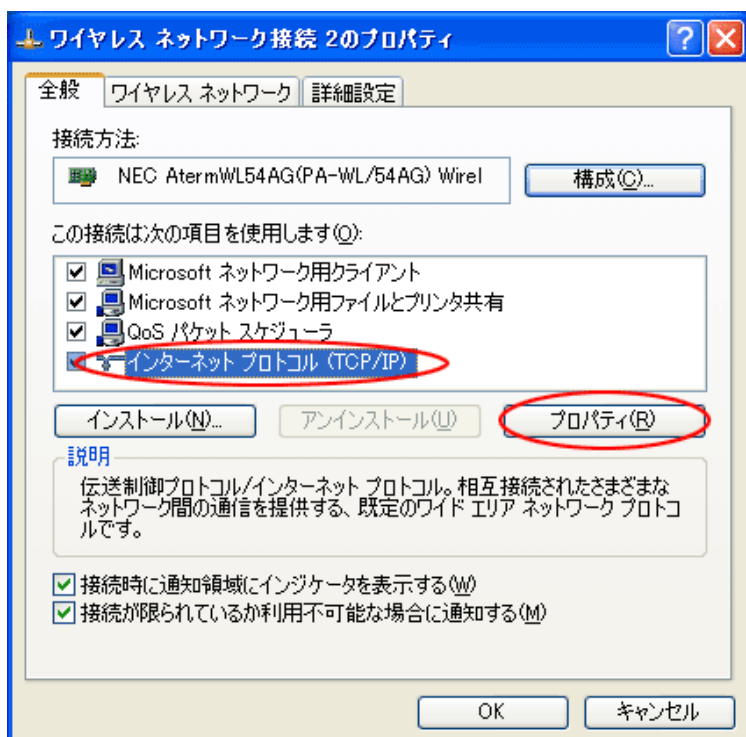 ワイヤレス ネットワーク接続 2のプロパティ
全般 ワイヤレス ネットワーク 詳細設定
接続方法:
NEC AtermWL54AG(PA-WL/54AG) Wirel 構成(C)...
この接続は次の項目を使用します(O):
Microsoft ネットワーク用クライアント
Microsoft ネットワーク用ファイルとプリンタ共有
QoS パケット スケジューラ
インターネット プロトコル (TCP/IP)
インストール(N)... アンインストール(U) プロパティ(R)
説明
伝送制御プロトコル/インターネット プロトコル。相互接続されたさまざまな
ネットワーク間の通信を提供する、既定のワイド エリア ネットワーク プロトコ
ルです。
接続時に通知領域にインジケータを表示する(W)
接続が限られているか利用不可能な場合に通知する(M)
OK キャンセル